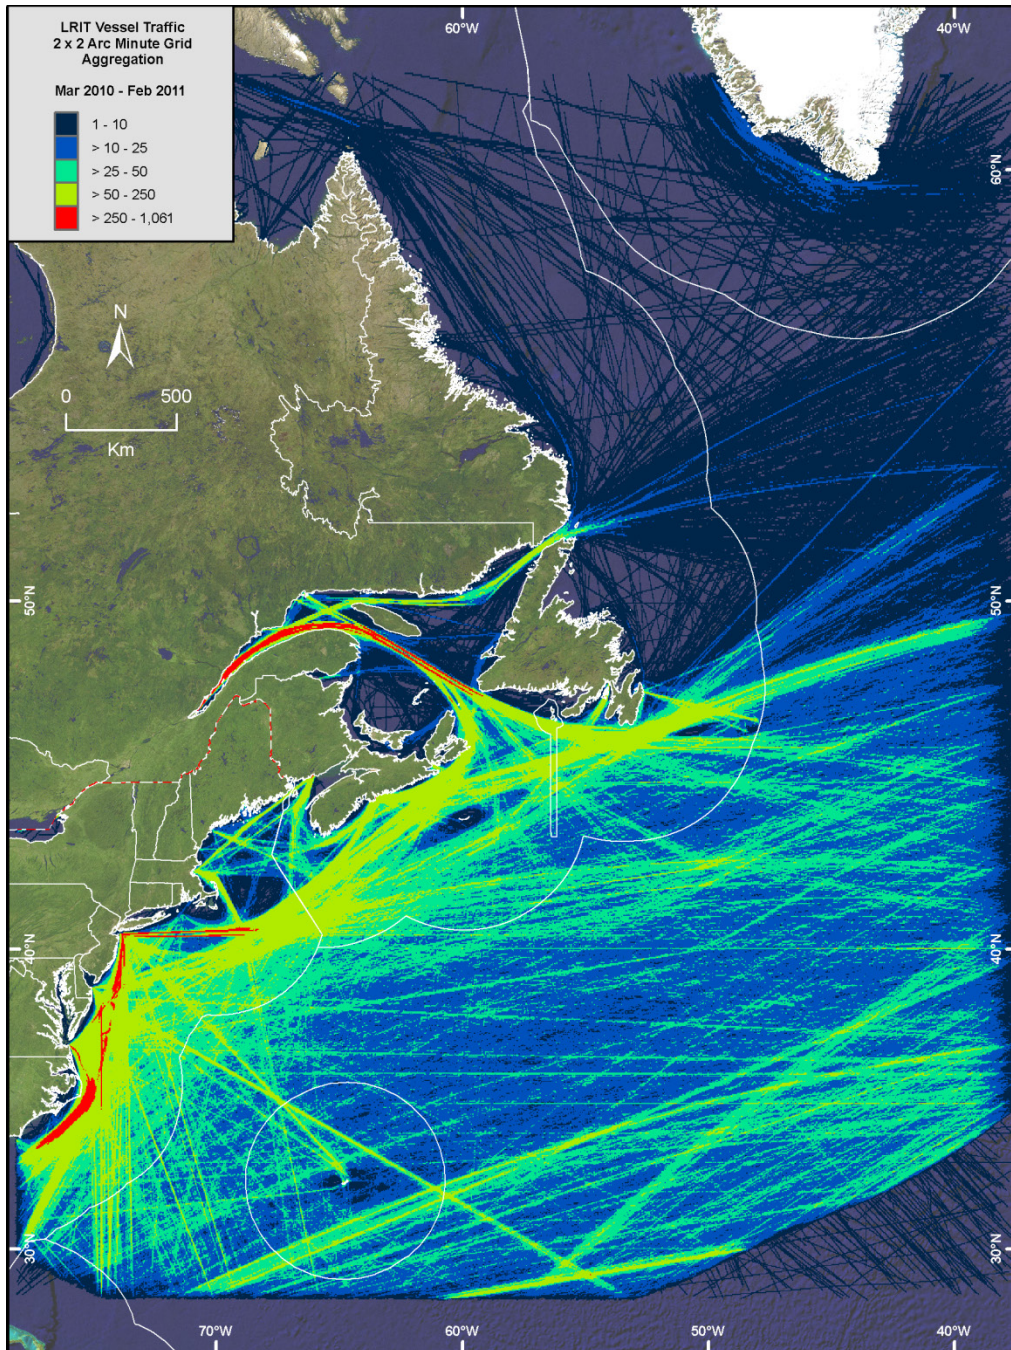 LRIT Vessel Traffic
2 x 2 Arc Minute Grid
Aggregation
Mar 2010 - Feb 2011
1 - 10
> 10 - 25
> 25 - 50
> 50 - 250
> 250 - 1,061
60°W
40°W
N
0 500
Km
60°N
50°N
50°N
40°N
40°N
30°N
30°N
70°W
60°W
50°W
40°W